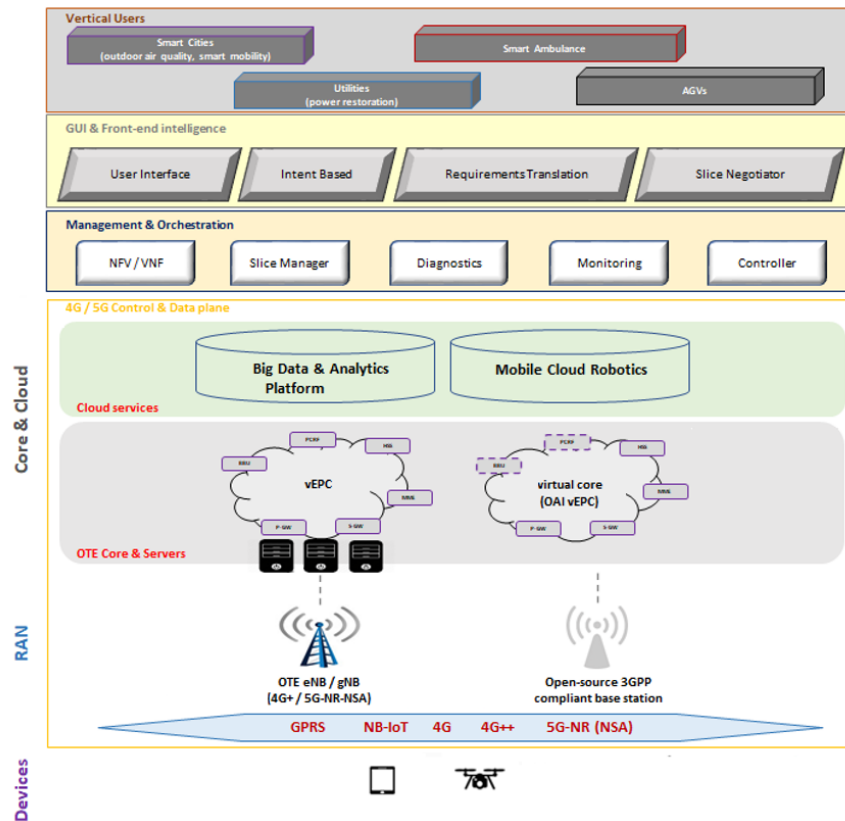 Vertical Users
Smart Cities
(outdoor air quality, smart mobility)
Smart Ambulance
Utilities
(power restoration)
AGVs
GUI & Front-end intelligence
User Interface
Intent Based
Requirements Translation
Slice Negotiator
Management & Orchestration
NFV / VNF
Slice Manager
Diagnostics
Monitoring
Controller
4G / 5G Control & Data plane
Core & Cloud
Big Data & Analytics
Platform
Mobile Cloud Robotics
Cloud services
PCRF
HSS
BBU
vEPC
MME
P-GW
S-GW
PCRF
HSS
BBU
virtual core
(OAI vEPC)
MME
P-GW
S-GW
OTE Core & Servers
RAN
OTE eNB / gNB
(4G+ / 5G-NR-NSA)
Open-source 3GPP
compliant base station
GPRS
NB-IoT
4G
4G++
5G-NR (NSA)
Devices